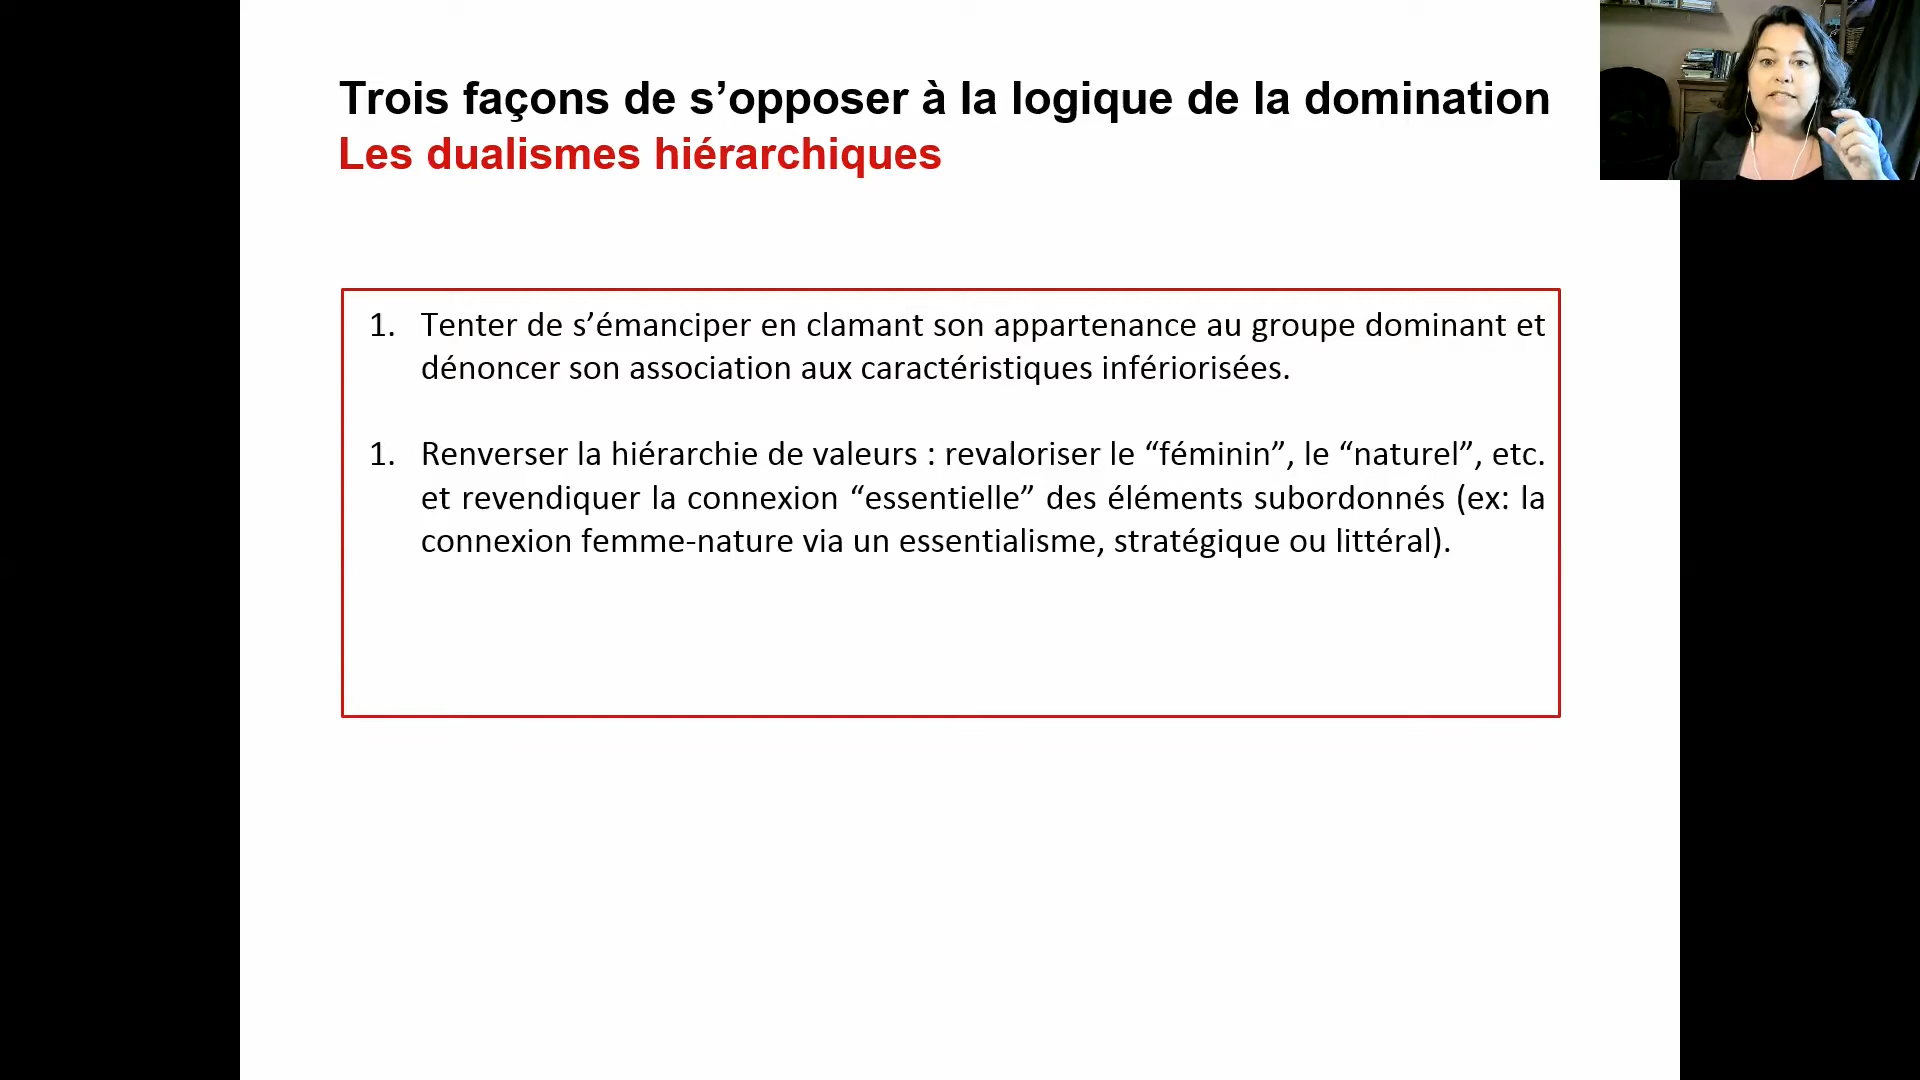 Trois façons de s’opposer à la logique de la domination
Les dualismes hiérarchiques
1. Tenter de s’émanciper en clamant son appartenance au groupe dominant et
dénoncer son association aux caractéristiques infériorisées.
1. Renverser la hiérarchie de valeurs : revaloriser le “féminin”, le “naturel”, etc.
et revendiquer la connexion “essentielle” des éléments subordonnés (ex: la
connexion femme-nature via un essentialisme, stratégique ou littéral).